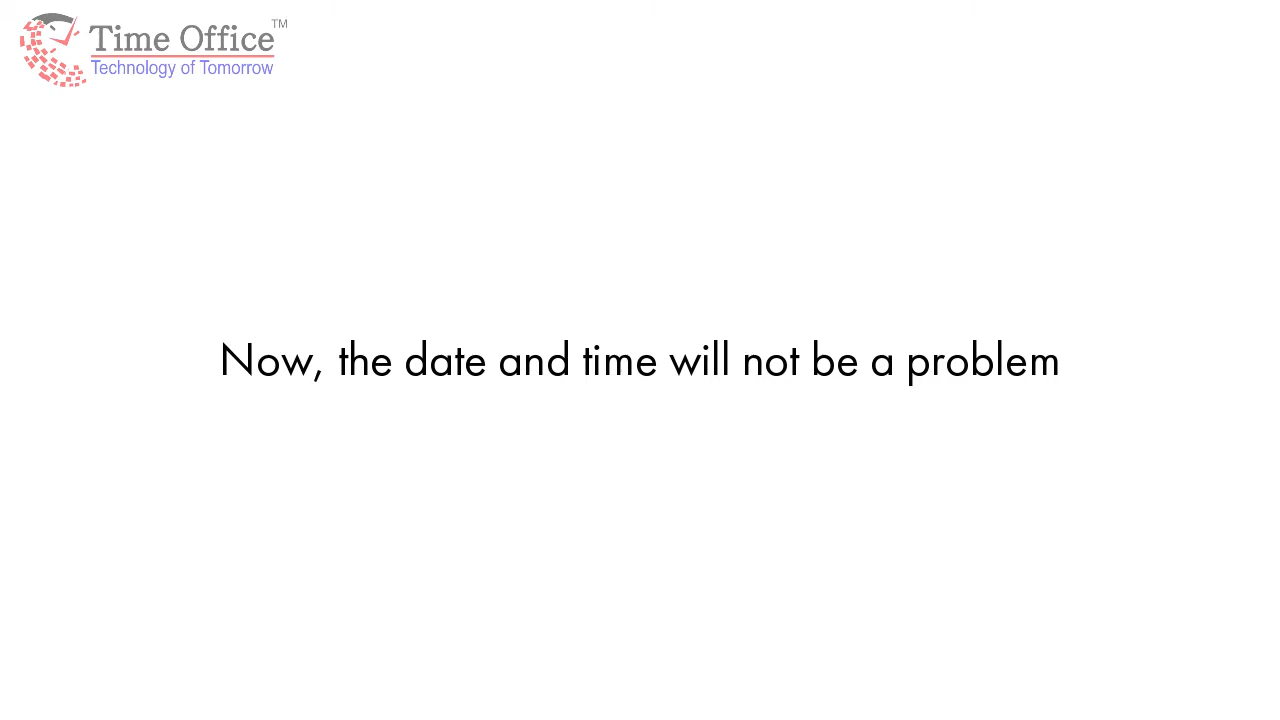 Time Office™
Technology of Tomorrow
Now, the date and time will not be a problem